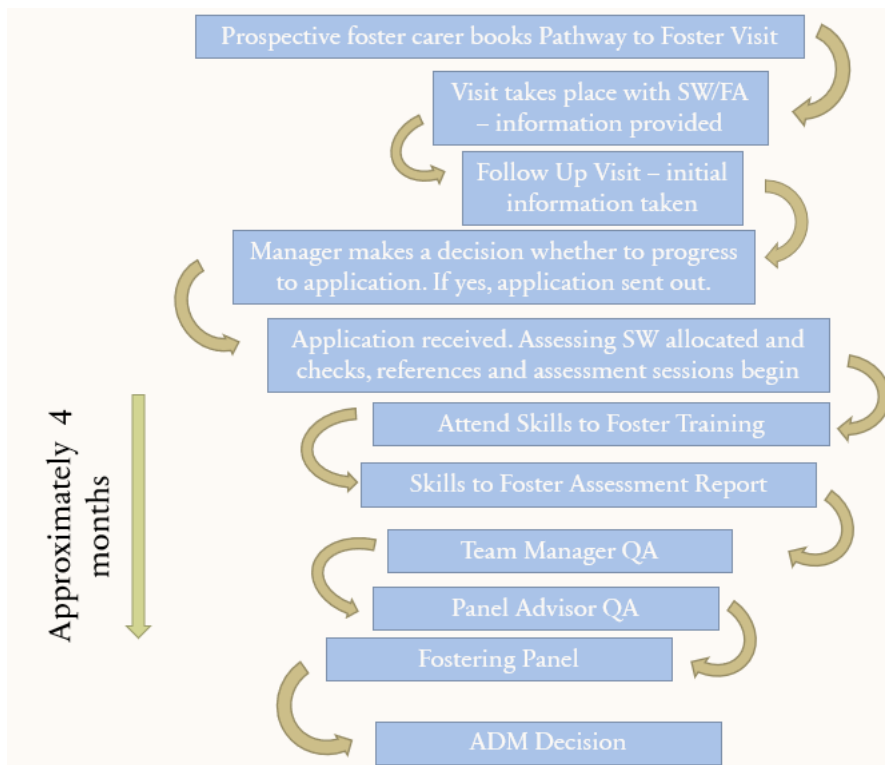 Prospective foster carer books Pathway to Foster Visit
Visit takes place with SW/FA
– information provided
Follow Up Visit – initial
information taken
Manager makes a decision whether to progress
to application. If yes, application sent out.
Application received. Assessing SW allocated and
checks, references and assessment sessions begin
Approximately 4
months
Attend Skills to Foster Training
Skills to Foster Assessment Report
Team Manager QA
Panel Advisor QA
Fostering Panel
ADM Decision